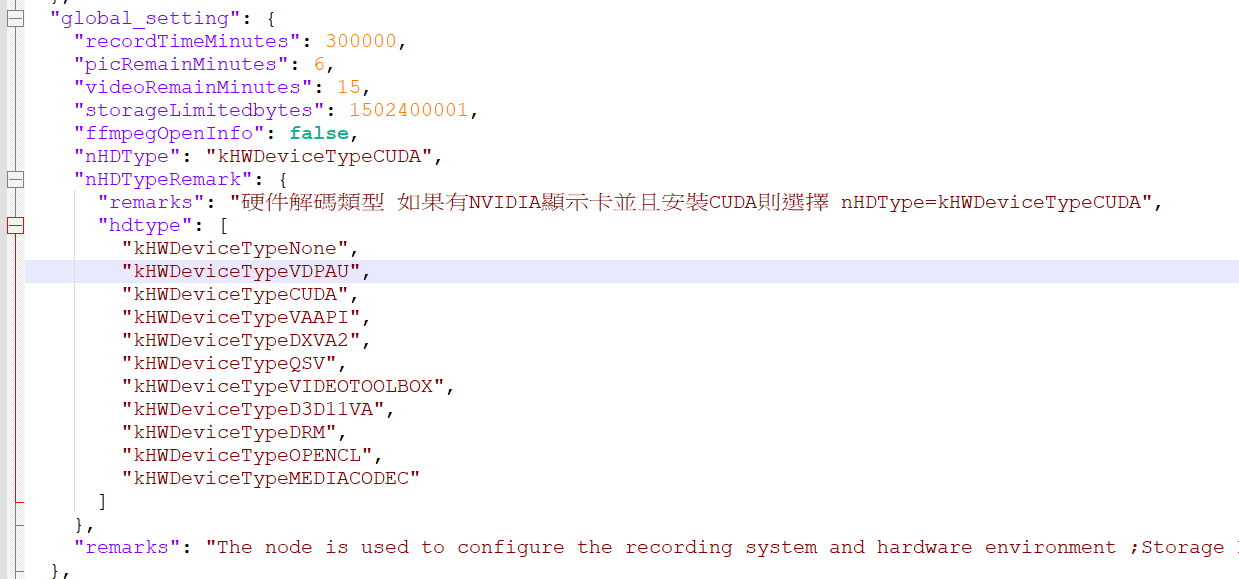 },
"global_setting": {
"recordTimeMinutes": 300000,
"picRemainMinutes": 6,
"videoRemainMinutes": 15,
"storageLimitedbytes": 1502400001,
"ffmpegOpenInfo": false,
"nHDType": "kHWDeviceTypeCUDA",
"nHDTypeRemark": {
"remarks": "硬件解碼類型 如果有NVIDIA顯示卡並且安裝CUDA則選擇 nHDType=kHWDeviceTypeCUDA",
"hdtype": [
"kHWDeviceTypeNone",
"kHWDeviceTypeVDPAU",
"kHWDeviceTypeCUDA",
"kHWDeviceTypeVAAPI",
"kHWDeviceTypeDXVA2",
"kHWDeviceTypeQSV",
"kHWDeviceTypeVIDEOTOOLBOX",
"kHWDeviceTypeD3D11VA",
"kHWDeviceTypeDRM",
"kHWDeviceTypeOPENCL",
"kHWDeviceTypeMEDIACODEC"
]
},
"remarks": "The node is used to configure the recording system and hardware environment ;Storage
},